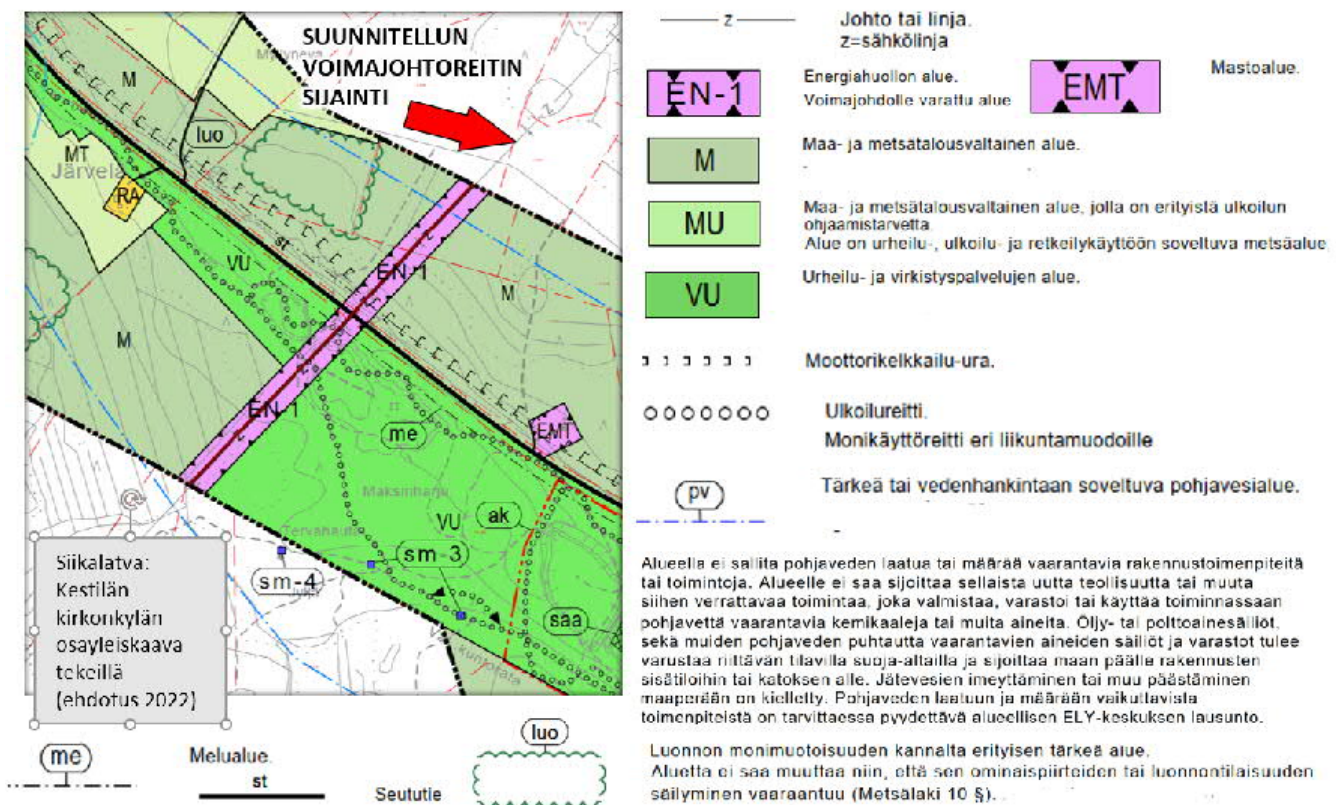 SUUNNITELLUN
VOIMAJOHTOREITIN
SIJAINTI
z
M
luo
MT
Järvelä
RA
VU
st
EN-1
M
M
EN-1
me
EMT
Maksinharju
Tervahauta
VU
ak
sm-3
sm-4
saa
Siikalatva:
Kestilän
kirkonkylän
osayleiskaava
tekeillä
(ehdotus 2022)
z
Johto tai linja.
z=sähkölinja
EN-1
Energiahuollon alue.
Voimajohdolle varattu alue
EMT
Mastoalue.
M
Maa- ja metsätalousvaltainen alue.
MU
Maa- ja metsätalousvaltainen alue, jolla on erityistä ulkoilun
ohjaamistarvetta.
Alue on urheilu-, ulkoilu- ja retkeilykäyttöön soveltuva metsäalue
VU
Urheilu- ja virkistyspalvelujen alue.
Moottorikelkkailu-ura.
Ulkoilureitti.
Monikäyttöreitti eri liikuntamuodoille
pv
Tärkeä tai vedenhankintaan soveltuva pohjavesialue.
Alueella ei sallita pohjaveden laatua tai määrää vaarantavia rakennustoimenpiteitä
tai toimintoja. Alueelle ei saa sijoittaa sellaista uutta teollisuutta tai muuta
siihen verrattavaa toimintaa, joka valmistaa, varastoi tai käyttää toiminnassaan
pohjavettä vaarantavia kemikaaleja tai muita aineita. Öljy- tai polttoainesäiliöt,
sekä muiden pohjaveden puhtautta vaarantavien aineiden säiliöt ja varastot tulee
varustaa riittävän tilavilla suoja-altailla ja sijoittaa maan päälle rakennusten
sisätiloihin tai katoksen alle. Jätevesien imeyttäminen tai muu päästäminen
maaperään on kielletty. Pohjaveden laatuun ja määrään vaikuttavista
toimenpiteistä on tarvittaessa pyydettävä alueellisen ELY-keskuksen lausunto.
me
Melualue.
st
Seututie
luo
Luonnon monimuotoisuuden kannalta erityisen tärkeä alue.
Aluetta ei saa muuttaa niin, että sen ominaispiirteiden tai luonnontilaisuuden
säilyminen vaaraantuu (Metsälaki 10 §).